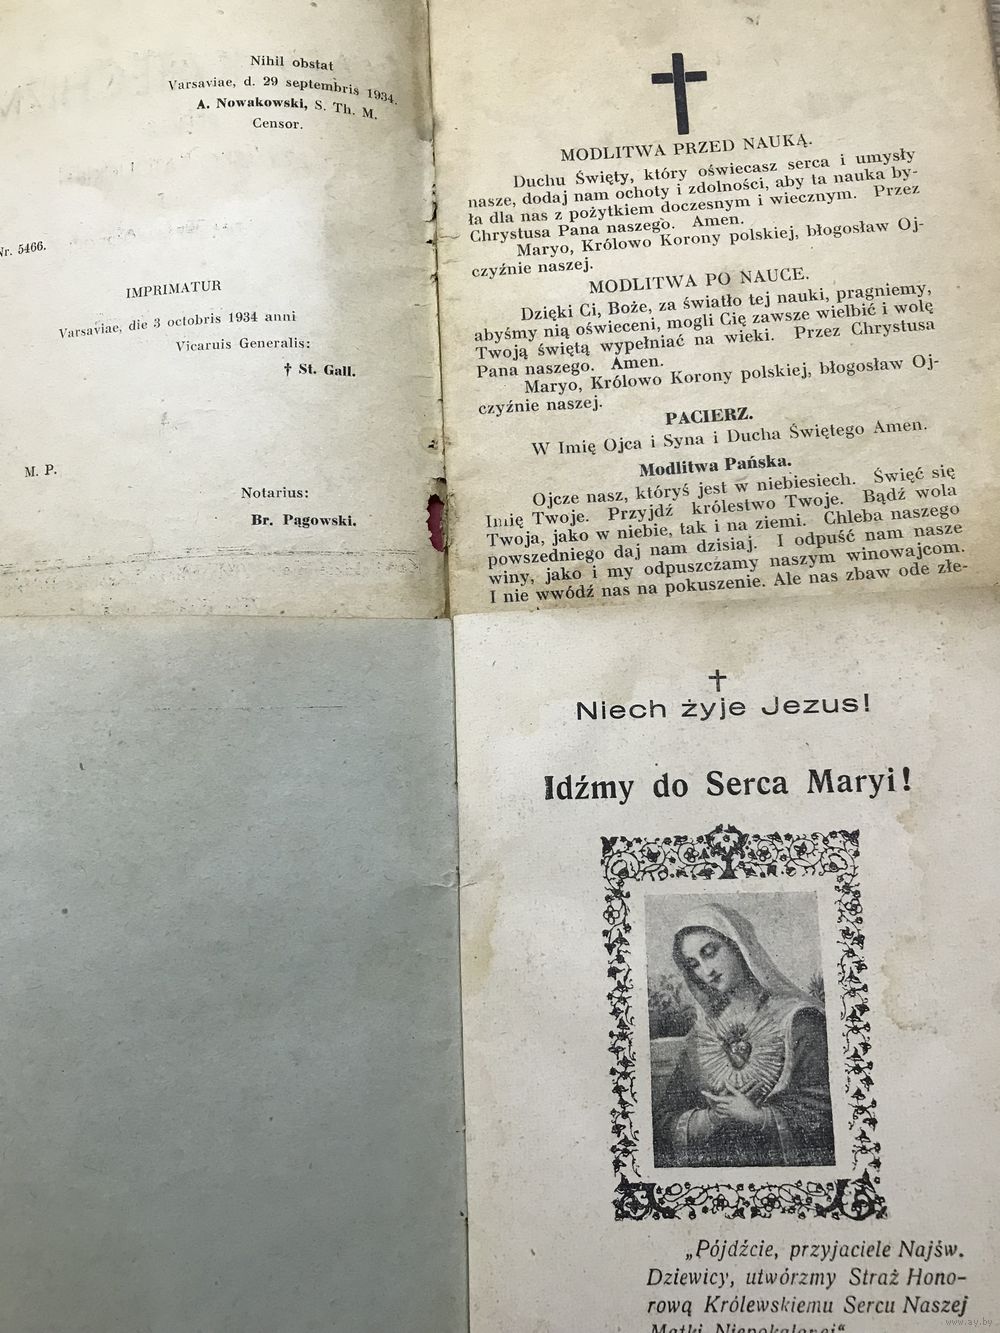 Nihil obstat
Varsaviae, d. 29 septembris 1934.
A. Nowakowski, S. Th. M.
Censor.
Nr. 5466.
IMPRIMATUR
Varsaviae, die 3 octobris 1934 anni
Vicaruis Generalis:
† St. Gall.
M. P.
Notarius:
Br. Pągowski.
MODLITWA PRZED NAUKĄ.
Duchu Święty, który oświecasz serca i umysły
nasze, dodaj nam ochoty i zdolności, aby ta nauka by-
ła dla nas z pożytkiem doczesnym i wiecznym. Przez
Chrystusa Pana naszego. Amen.
Maryo, Królowo Korony polskiej, błogosław Oj-
czyźnie naszej.
MODLITWA PO NAUCE.
Dzięki Ci, Boże, za światło tej nauki, pragniemy,
abyśmy nią oświeceni, mogli Cię zawsze wielbić i wolę
Twoją świętą wypełniać na wieki. Przez Chrystusa
Pana naszego. Amen.
Maryo, Królowo Korony polskiej, błogosław Oj-
czyźnie naszej.
PACIERZ.
W Imię Ojca i Syna i Ducha Świętego Amen.
Modlitwa Pańska.
Ojcze nasz, któryś jest w niebiesiech. Święć się
Imię Twoje. Przyjdź królestwo Twoje. Bądź wola
Twoja, jako w niebie, tak i na ziemi. Chleba naszego
powszedniego daj nam dzisiaj. I odpuść nam nasze
winy, jako i my odpuszczamy naszym winowajcom.
I nie wwódź nas na pokuszenie. Ale nas zbaw ode złe-
Niech żyje Jezus!
Idźmy do Serca Maryi!
„Pójdźcie, przyjaciele Najśw.
Dziewicy, utwórzmy Straż Hono-
rową Królewskiemu Sercu Naszej
Matki Niepokalanej“
www.ay.by